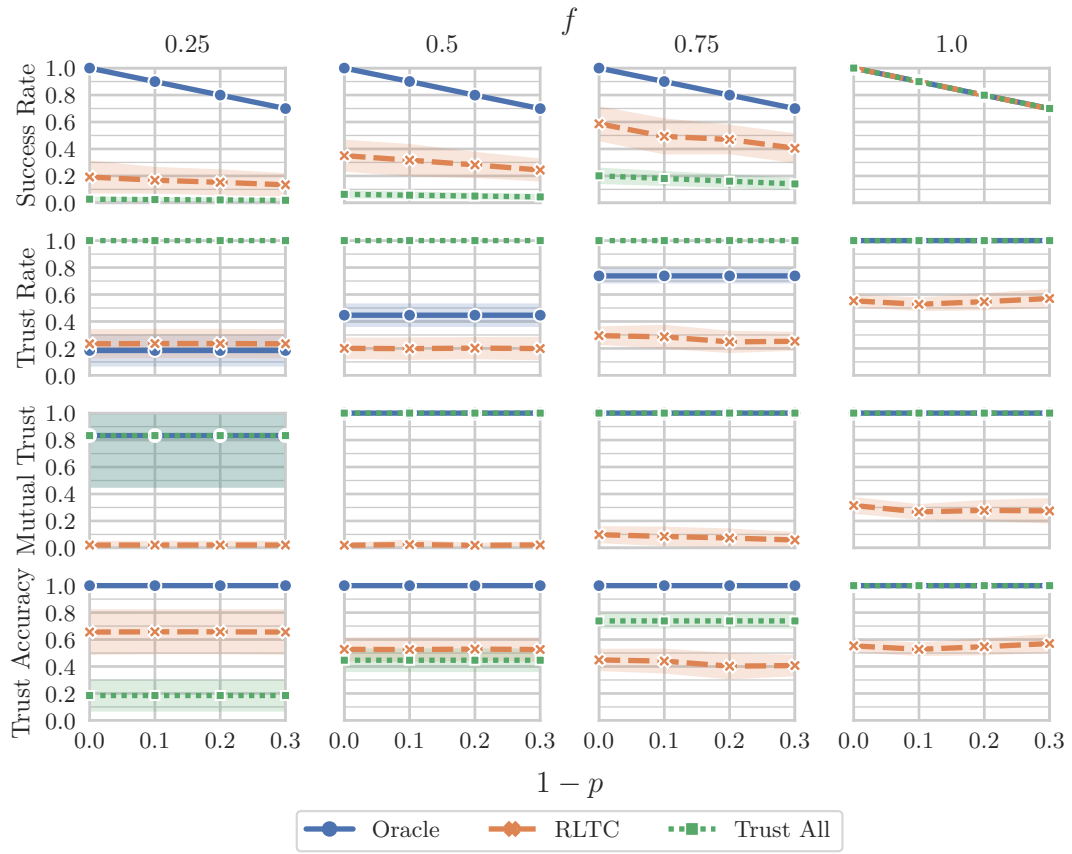 f
0.25 0.5 0.75 1.0
Success Rate
1.0
0.8
0.6
0.4
0.2
0.0
Trust Rate
1.0
0.8
0.6
0.4
0.2
0.0
Mutual Trust
1.0
0.8
0.6
0.4
0.2
0.0
Trust Accuracy
1.0
0.8
0.6
0.4
0.2
0.0
0.0 0.1 0.2 0.3 0.0 0.1 0.2 0.3 0.0 0.1 0.2 0.3 0.0 0.1 0.2 0.3
1 − p
Oracle RLTC Trust All